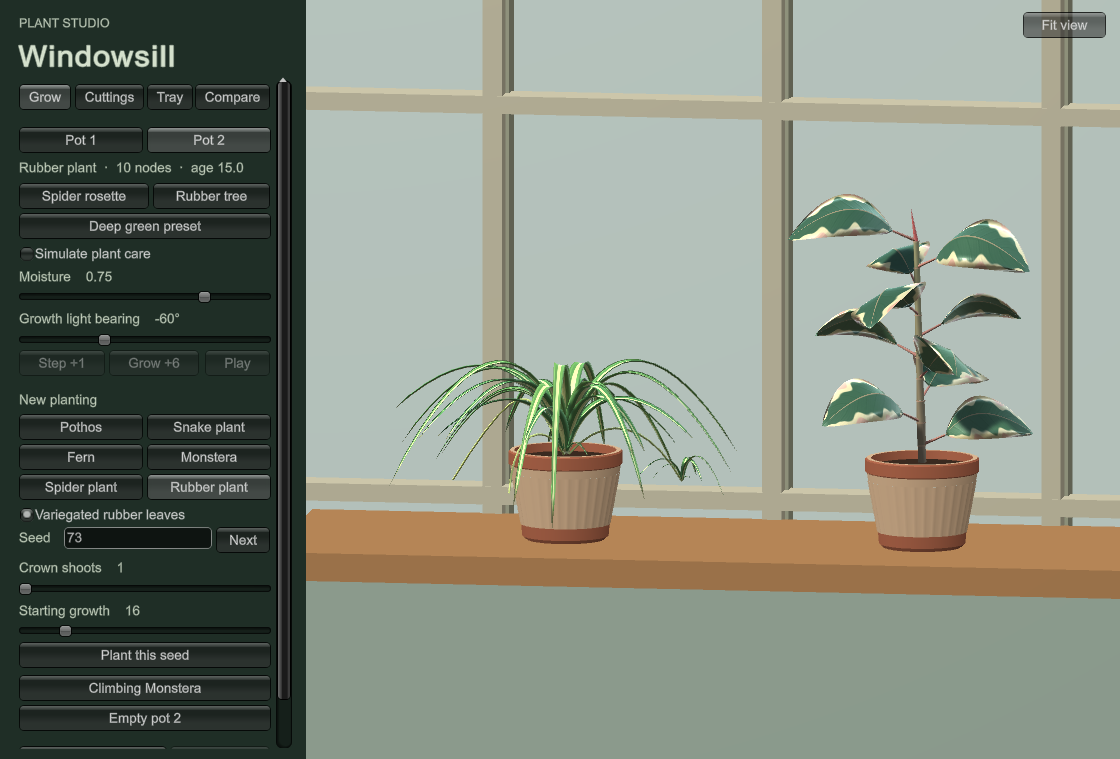 PLANT STUDIO
Fit view
Windowsill
Grow Cuttings Tray Compare
Pot 1 Pot 2
Rubber plant · 10 nodes · age 15.0
Spider rosette Rubber tree
Deep green preset
Simulate plant care
Moisture 0.75
Growth light bearing -60°
Step +1 Grow +6 Play
New planting
Pothos Snake plant
Fern Monstera
Spider plant Rubber plant
Variegated rubber leaves
Seed 73 Next
Crown shoots 1
Starting growth 16
Plant this seed
Climbing Monstera
Empty pot 2